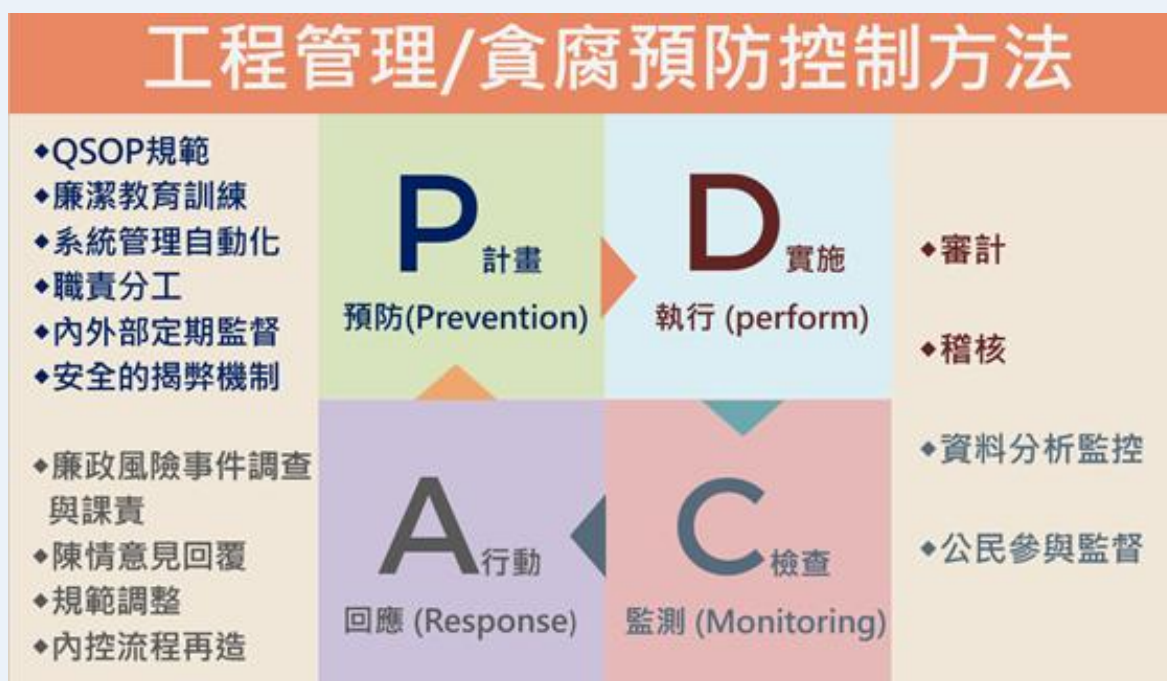 工程管理/貪腐預防控制方法
◆QSOP規範
◆廉潔教育訓練
◆系統管理自動化
◆職責分工
◆內外部定期監督
◆安全的揭弊機制
P計畫
預防(Prevention)
D實施
執行 (perform)
◆審計
◆稽核
◆廉政風險事件調查
與課責
◆陳情意見回覆
◆規範調整
◆內控流程再造
A行動
回應 (Response)
C檢查
監測 (Monitoring)
◆資料分析監控
◆公民參與監督